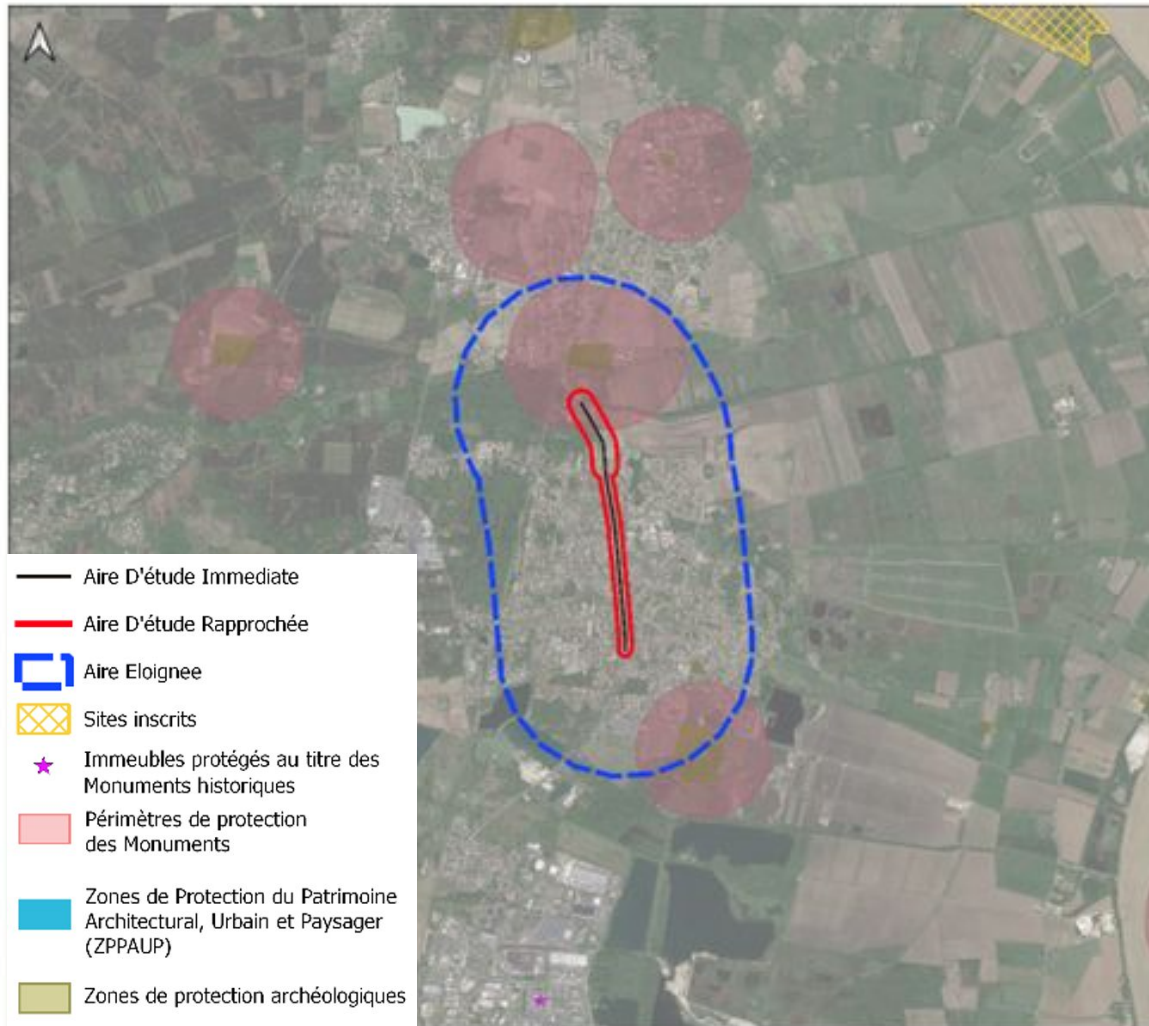 Aire D'étude Immediate
Aire D'étude Rapprochée
Aire Eloignee
Sites inscrits
Immeubles protégés au titre des
Monuments historiques
Périmètres de protection
des Monuments
Zones de Protection du Patrimoine
Architectural, Urbain et Paysager
(ZPPAUP)
Zones de protection archéologiques